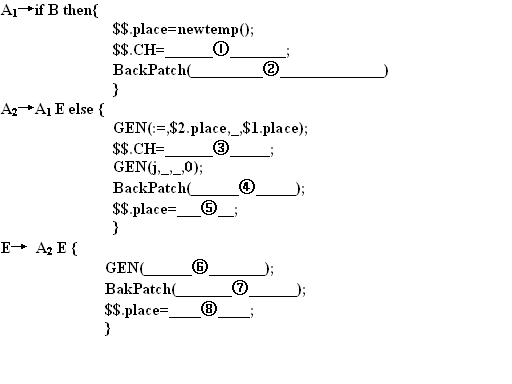 A₁→if B then{
$$.place=newtemp();
$$.CH=______①_______;
BackPatch(_________②_____________)
}
A₂→A₁ E else {
GEN(:=,$2.place,_,$1.place);
$$.CH=______③_____;
GEN(j,_,_,0);
BackPatch(______④_____);
$$.place=___⑤__;
}
E→ A₂ E {
GEN(______⑥_______);
BakPatch(_______⑦______);
$$.place=____⑧____;
}